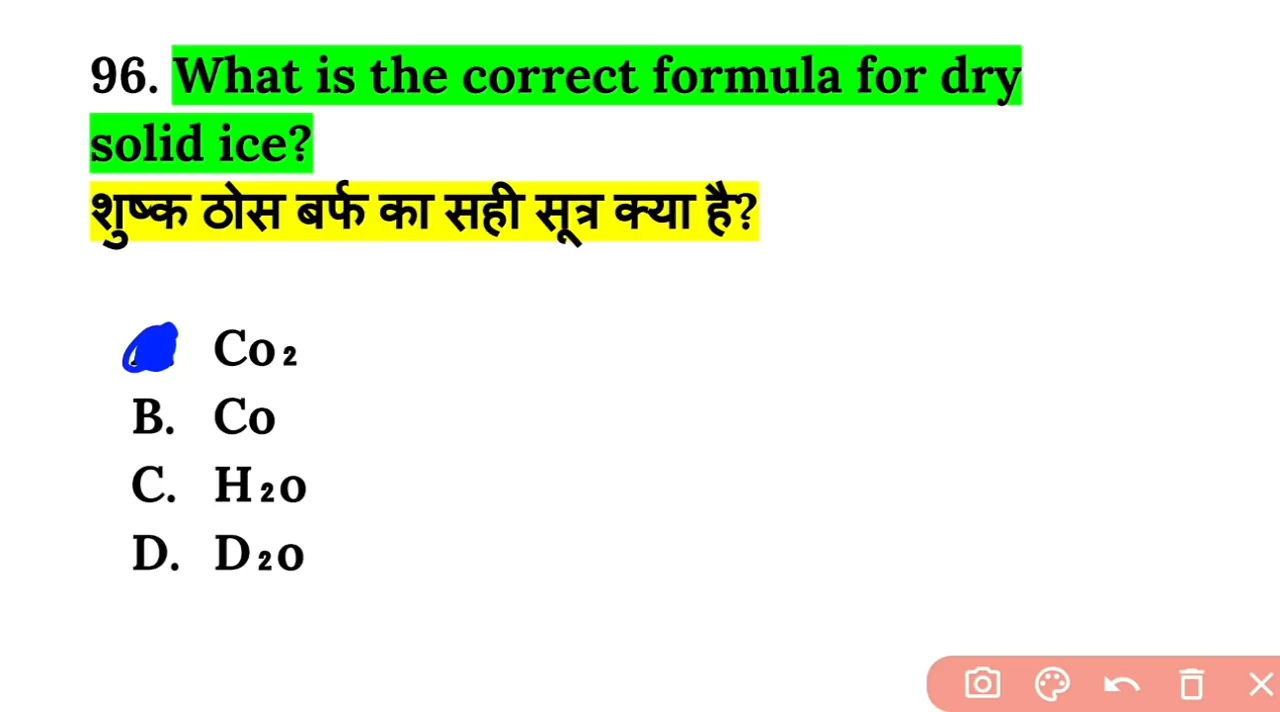 96. What is the correct formula for dry
solid ice?
शुष्क ठोस बर्फ का सही सूत्र क्या है?
Co₂
B. Co
C. H₂o
D. D₂o